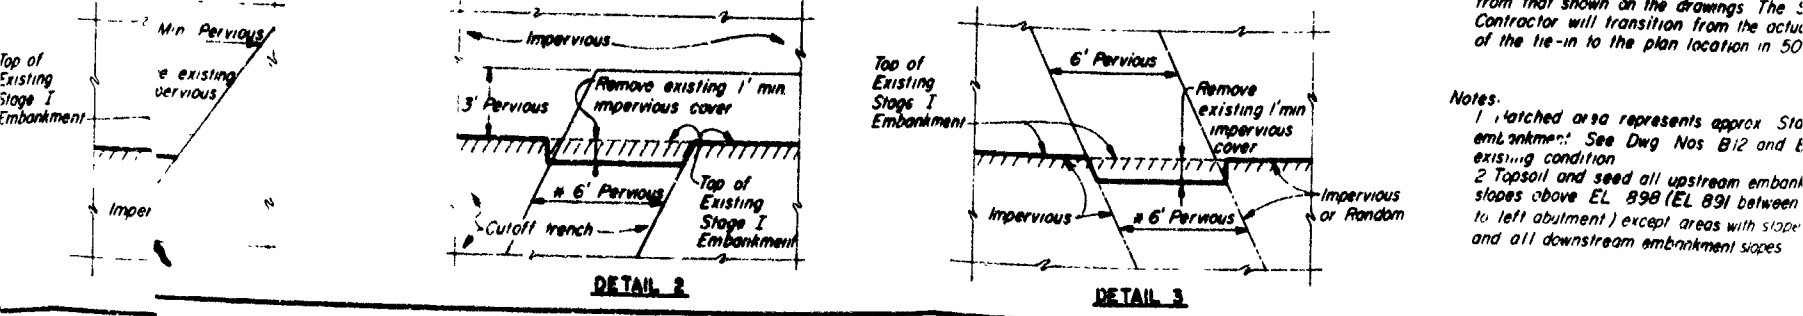 Min Pervious
Top of
Existing
Stage I
Embankment
e existing
pervious
Imper
Impervious
3' Pervious
Remove existing 1' min.
impervious cover
* 6' Pervious
Cutoff trench
Top of
Existing
Stage I
Embankment
DETAIL 2
Top of
Existing
Stage I
Embankment
6' Pervious
Remove
existing 1' min
impervious
cover
Impervious
* 6' Pervious
Impervious
or Random
DETAIL 3
from that shown on the drawings The S
Contractor will transition from the actu
of the tie-in to the plan location in 50
Notes.
1 Hatched area represents approx Sta
embankment See Dwg Nos B12 and
existing condition
2 Topsoil and seed all upstream embank
slopes above EL 898 (EL 891 between
to left abutment) except areas with slope
and all downstream embankment slopes